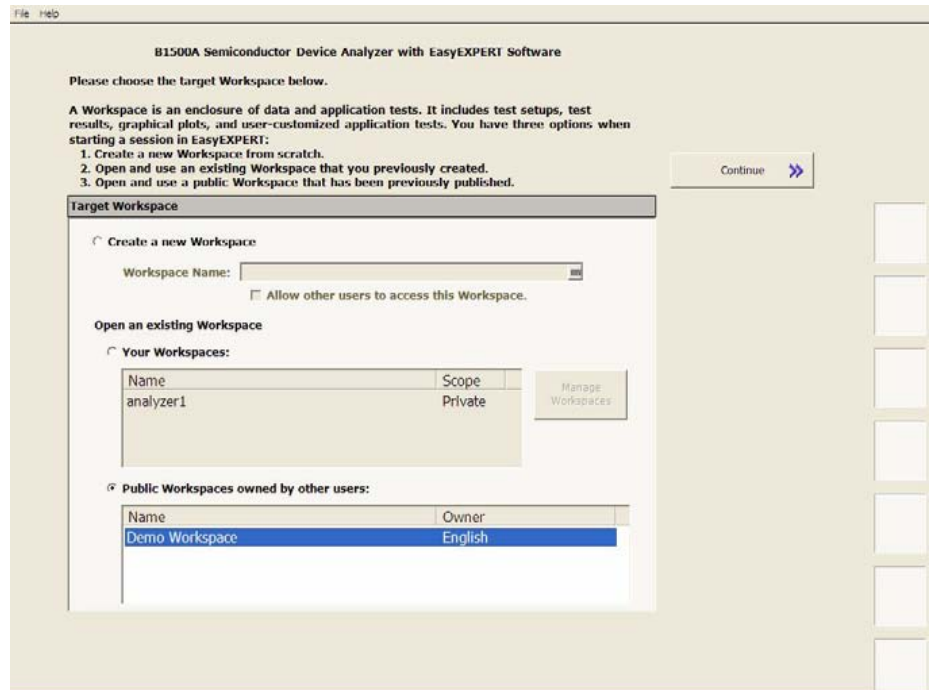 File Help
B1500A Semiconductor Device Analyzer with EasyEXPERT Software
Please choose the target Workspace below.
A Workspace is an enclosure of data and application tests. It includes test setups, test
results, graphical plots, and user-customized application tests. You have three options when
starting a session in EasyEXPERT:
1. Create a new Workspace from scratch.
2. Open and use an existing Workspace that you previously created.
3. Open and use a public Workspace that has been previously published.
Continue
Target Workspace
Create a new Workspace
Workspace Name:
Allow other users to access this Workspace.
Open an existing Workspace
Your Workspaces:
Name Scope
analyzer1 Private
Manage
Workspaces
Public Workspaces owned by other users:
Name Owner
Demo Workspace English